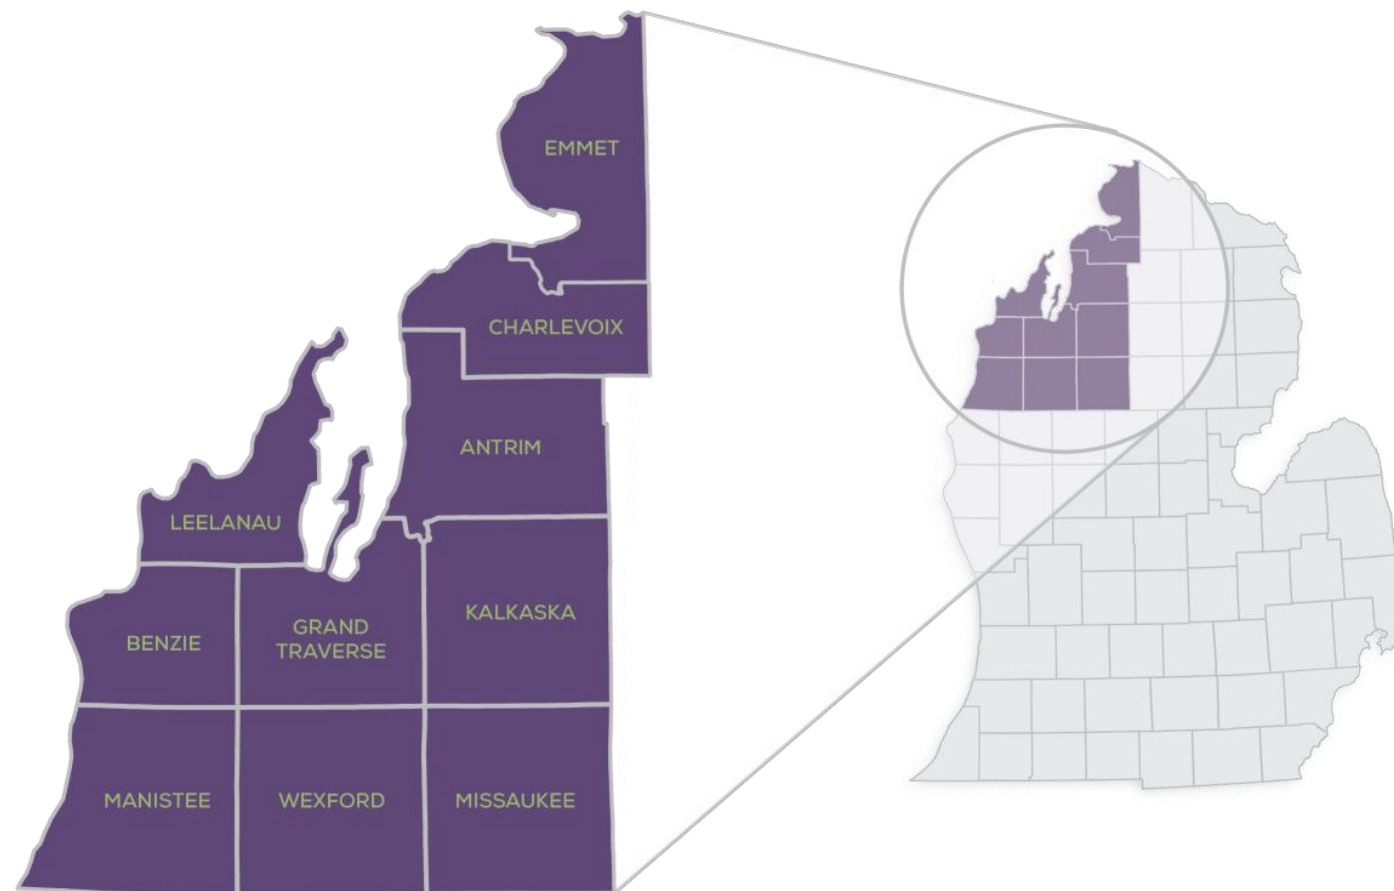 EMMET
CHARLEVOIX
ANTRIM
LEELANAU
KALKASKA
GRAND
TRAVERSE
BENZIE
MANISTEE
WEXFORD
MISSAUKEE